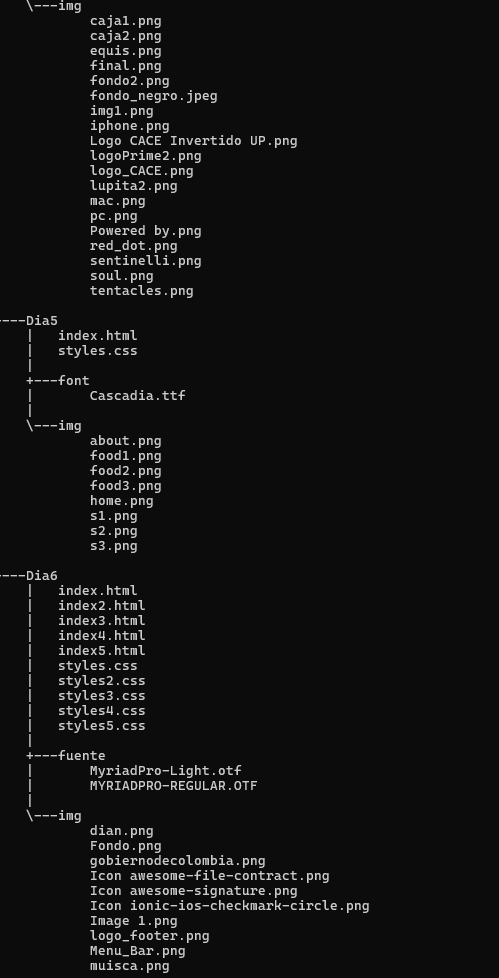 \---img
caja1.png
caja2.png
equis.png
final.png
fondo2.png
fondo_negro.jpeg
img1.png
iphone.png
Logo CACE Invertido UP.png
logoPrime2.png
logo_CACE.png
lupita2.png
mac.png
pc.png
Powered by.png
red_dot.png
sentinelli.png
soul.png
tentacles.png
----Dia5
|   index.html
|   styles.css
|
+---font
|       Cascadia.ttf
|
\---img
about.png
food1.png
food2.png
food3.png
home.png
s1.png
s2.png
s3.png
----Dia6
|   index.html
|   index2.html
|   index3.html
|   index4.html
|   index5.html
|   styles.css
|   styles2.css
|   styles3.css
|   styles4.css
|   styles5.css
|
+---fuente
|       MyriadPro-Light.otf
|       MYRIADPRO-REGULAR.OTF
|
\---img
dian.png
Fondo.png
gobiernodecolombia.png
Icon awesome-file-contract.png
Icon awesome-signature.png
Icon ionic-ios-checkmark-circle.png
Image 1.png
logo_footer.png
Menu_Bar.png
muisca.png